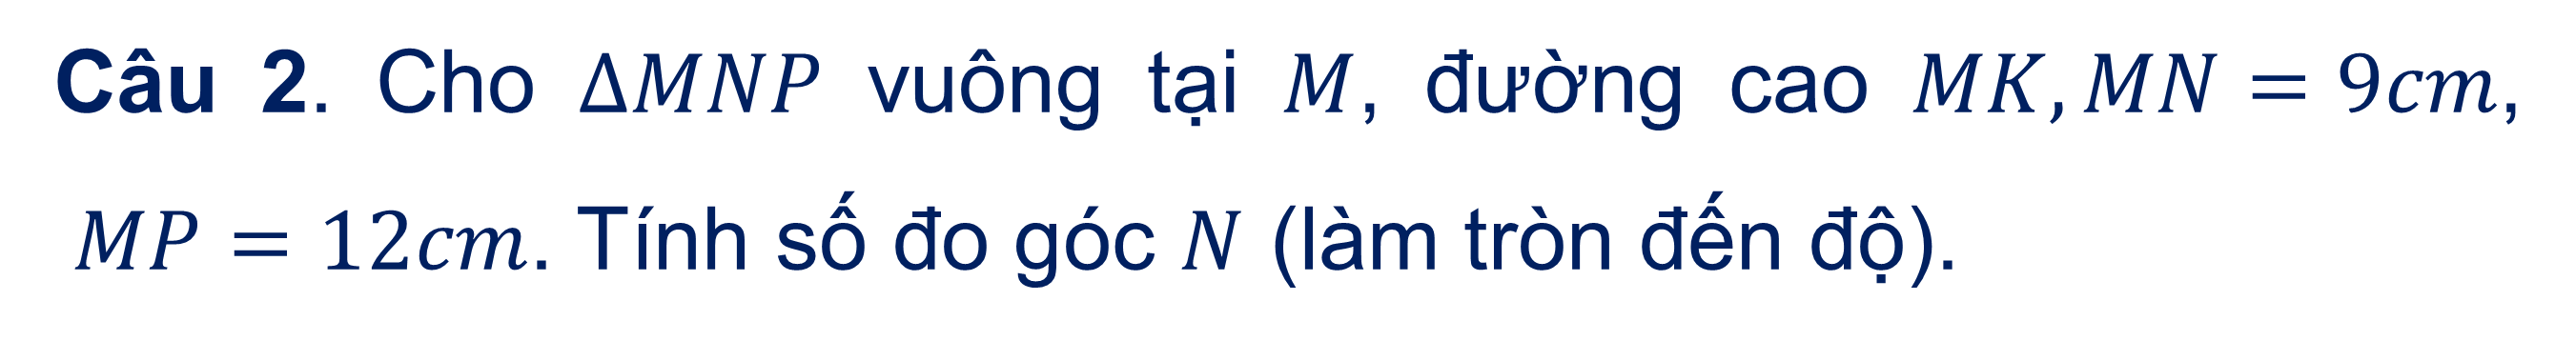 Câu 2. Cho ΔMNP vuông tại M, đường cao MK, MN = 9cm,
MP = 12cm. Tính số đo góc N (làm tròn đến độ).